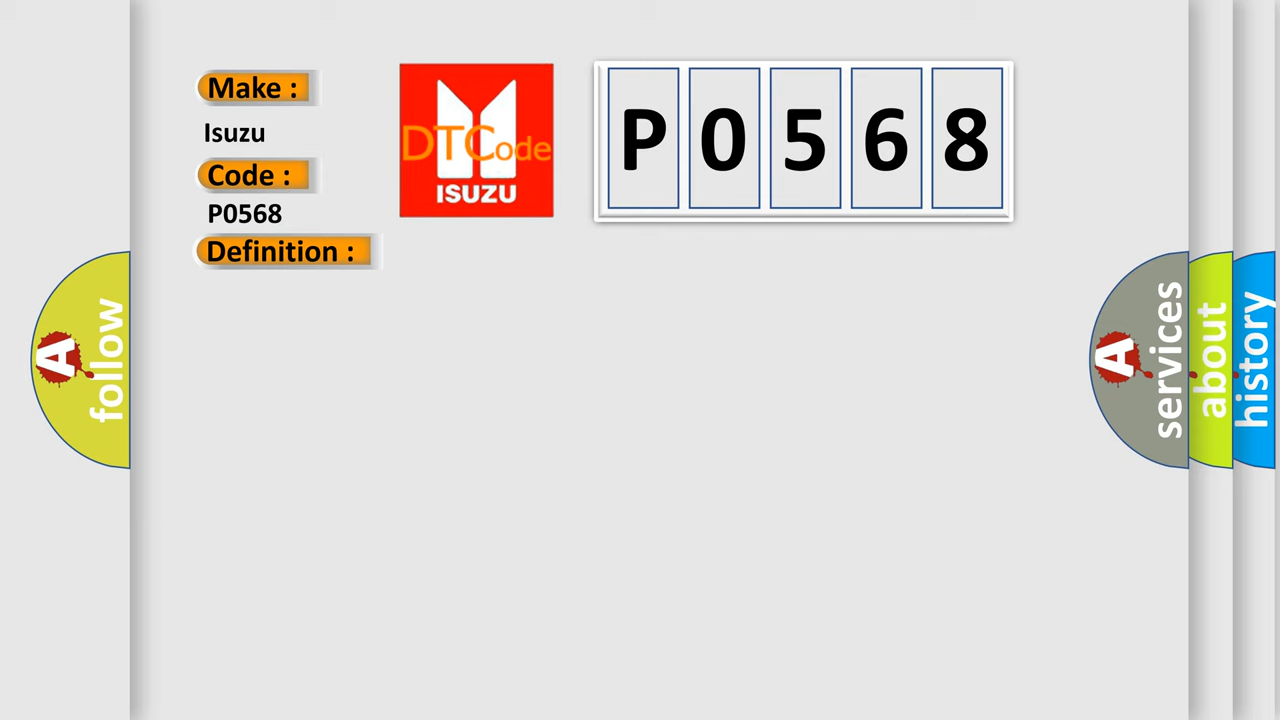 Make :
Isuzu
Code :
P0568
Definition :
DTCode
ISUZU
P 0 5 6 8
A
follow
A
services
about
history